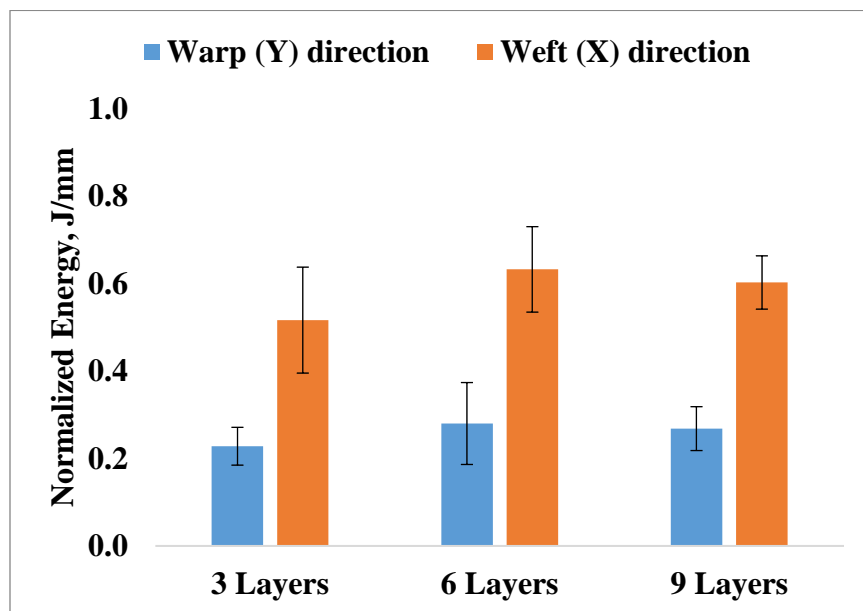 Warp (Y) direction
Weft (X) direction
Normalized Energy, J/mm
1.0
0.8
0.6
0.4
0.2
0.0
3 Layers
6 Layers
9 Layers